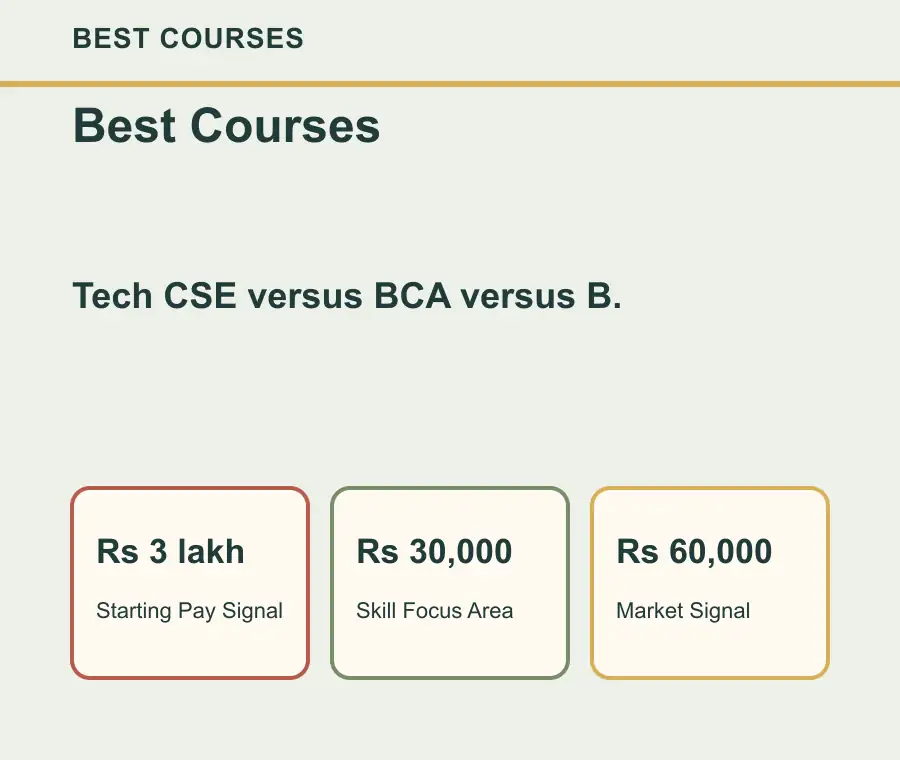 BEST COURSES
Best Courses
Tech CSE versus BCA versus B.
Rs 3 lakh
Starting Pay Signal
Rs 30,000
Skill Focus Area
Rs 60,000
Market Signal